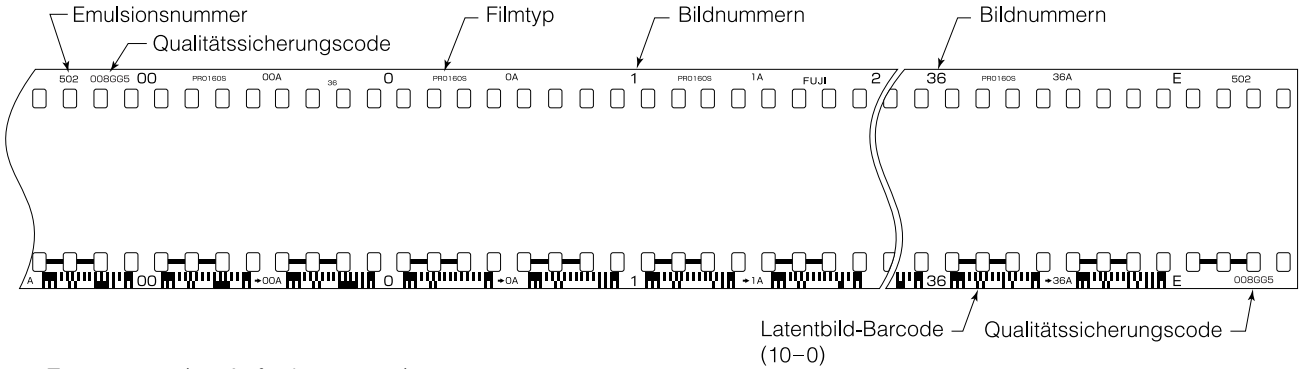 Emulsionsnummer Filmtyp Bildnummern Bildnummern
Qualitätssicherungscode
502 008GG5 00 PRO160S 00A 36 0 PRO160S 0A 1 PRO160S 1A FUJI 2 36 PRO160S 36A E 502
A 00 →00A 0 →0A 1 →1A 36 →36A E 008GG5
Latentbild-Barcode Qualitätssicherungscode
(10–0)